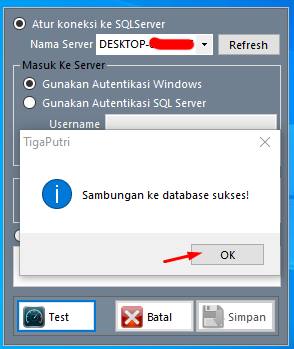 Atur koneksi ke SQLServer
Nama Server DESKTOP- Refresh
Masuk Ke Server
Gunakan Autentikasi Windows
Gunakan Autentikasi SQL Server
Username
TigaPutri
Sambungan ke database sukses!
OK
Test Batal Simpan